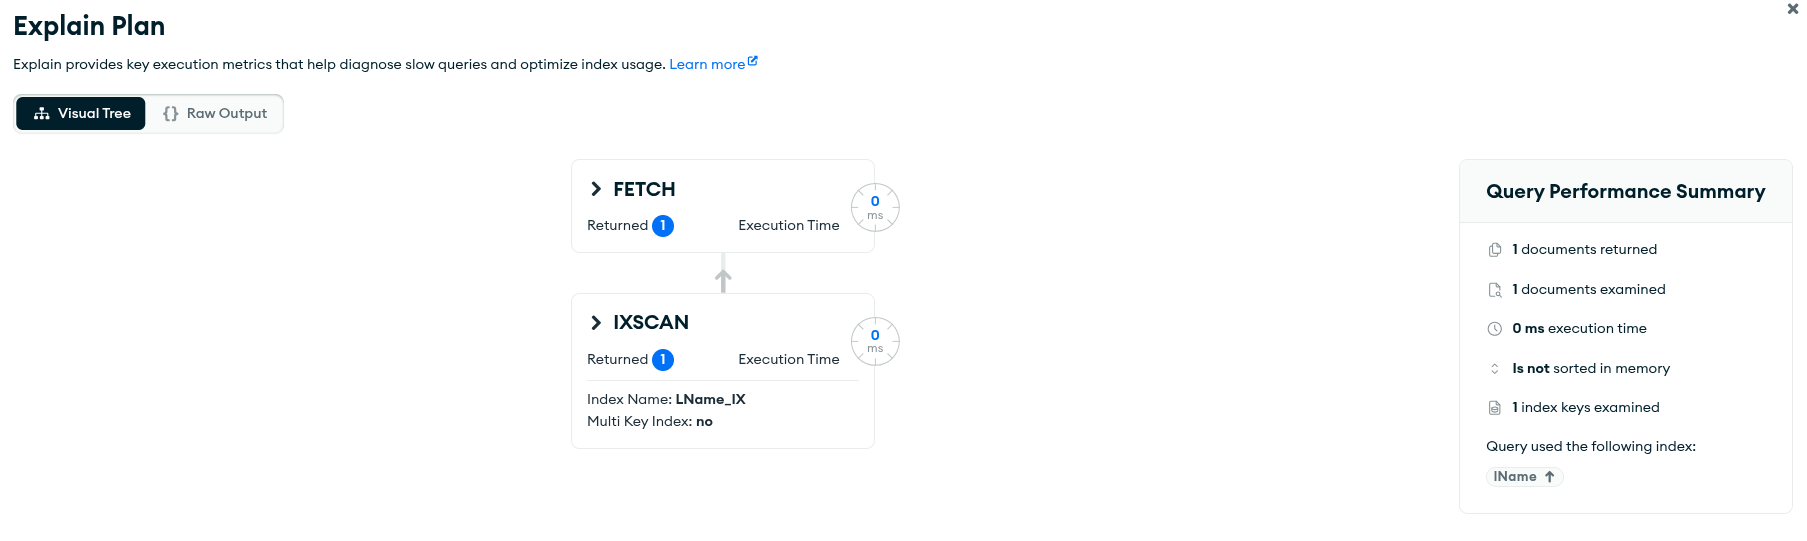 Explain Plan
Explain provides key execution metrics that help diagnose slow queries and optimize index usage. Learn more
Visual Tree
{} Raw Output
FETCH
Returned 1 Execution Time
0 ms
IXSCAN
Returned 1 Execution Time
0 ms
Index Name: LName_IX
Multi Key Index: no
Query Performance Summary
1 documents returned
1 documents examined
0 ms execution time
Is not sorted in memory
1 index keys examined
Query used the following index:
lName ↑